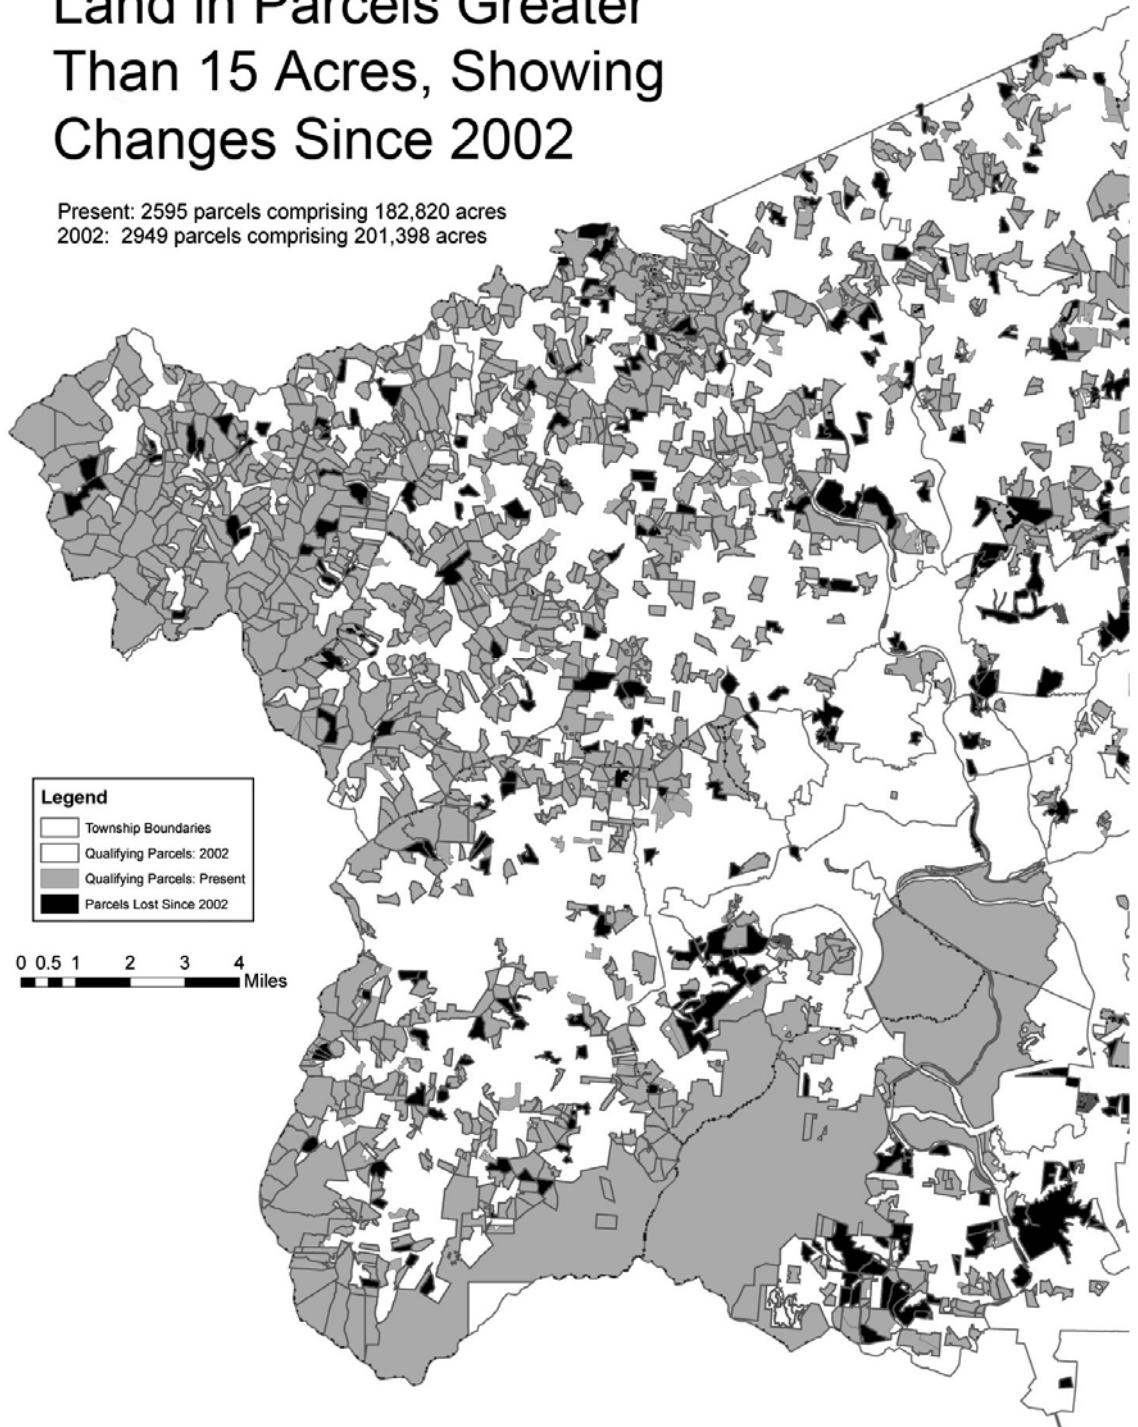 Land in Parcels Greater
Than 15 Acres, Showing
Changes Since 2002
Present: 2595 parcels comprising 182,820 acres
2002: 2949 parcels comprising 201,398 acres
Legend
Township Boundaries
Qualifying Parcels: 2002
Qualifying Parcels: Present
Parcels Lost Since 2002
0 0.5 1 2 3 4
Miles